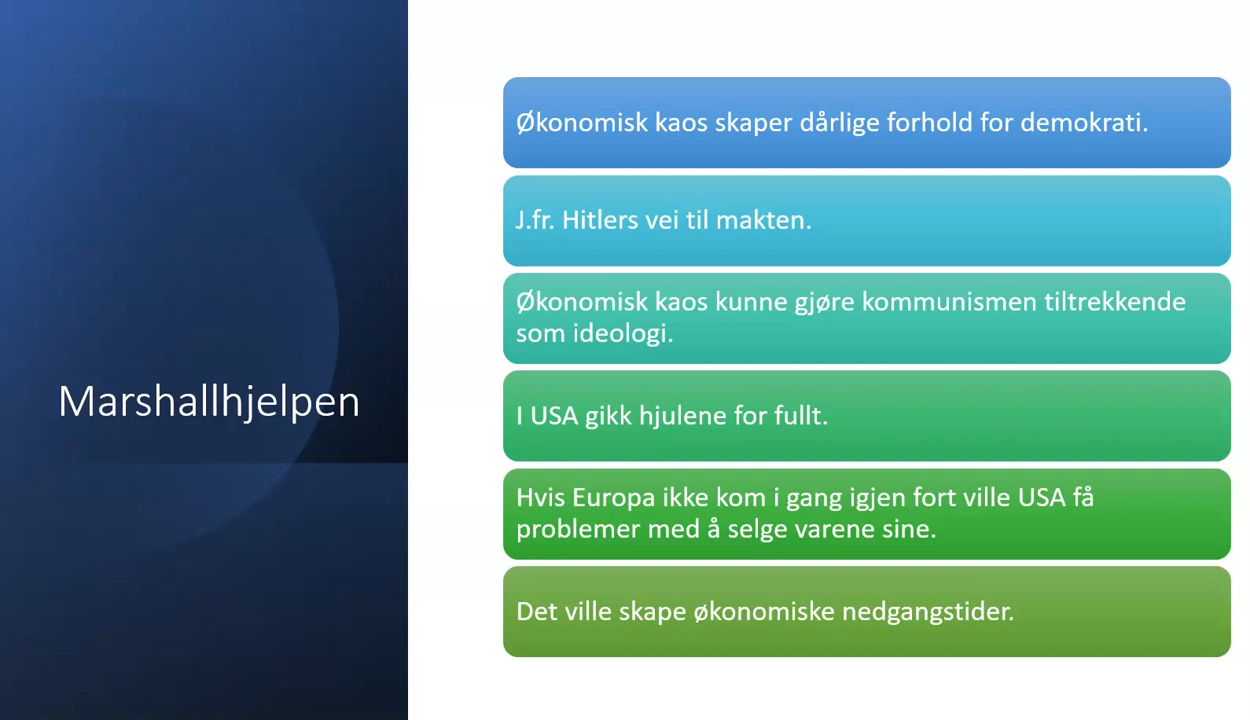 Marshallhjelpen
Økonomisk kaos skaper dårlige forhold for demokrati.
J.fr. Hitlers vei til makten.
Økonomisk kaos kunne gjøre kommunismen tiltrekkende
som ideologi.
I USA gikk hjulene for fullt.
Hvis Europa ikke kom i gang igjen fort ville USA få
problemer med å selge varene sine.
Det ville skape økonomiske nedgangstider.